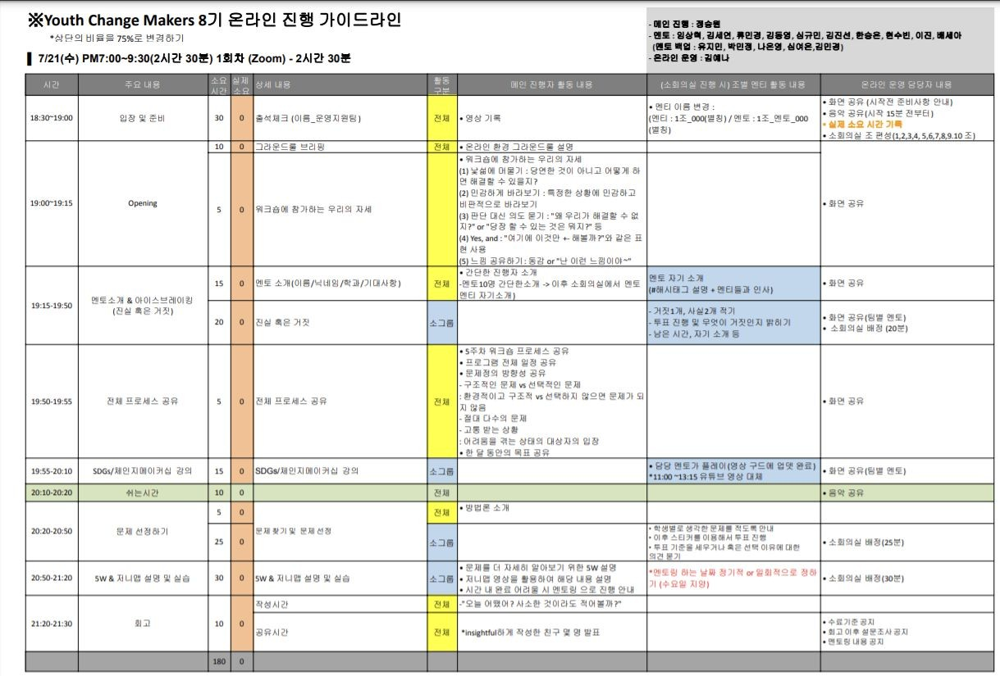 ※Youth Change Makers 8기 온라인 진행 가이드라인
*상단의 비율을 75%로 변경하기
- 메인 진행 : 정승원
- 멘토 : 임상혁, 김세연, 류민경, 김동영, 심규민, 김진선, 한승은, 현수빈, 이진, 배세아
(멘토 백업 : 유지민, 박민정, 나은영, 심여은,김민경)
- 온라인 운영 : 김예나
7/21(수) PM7:00~9:30(2시간 30분) 1회차 (Zoom) - 2시간 30분
시간 주요 내용 소요 시간 실제 소요 상세 내용 활동 구분 메인 진행자 활동 내용 (소회의실 진행 시) 조별 멘티 활동 내용 온라인 운영 담당자 내용
18:30~19:00 입장 및 준비 30 0 출석체크 (이름_운영지원팀) 전체 • 영상 기록
• 멘티 이름 변경 :
(멘티 : 1조_000(별칭) / 멘토 : 1조_멘토_000
(별칭)
• 화면 공유 (시작전 준비사항 안내)
• 음악 공유(시작 15분 전부터)
• 실제 소요 시간 기록
• 소회의실 조 편성(1,2,3,4, 5,6,7,8,9.10 조)
19:00~19:15 Opening
10 0 그라운드룰 브리핑 전체 • 온라인 환경 그라운드룰 설명
5 0 워크숍에 참가하는 우리의 자세
• 워크숍에 참가하는 우리의 자세
(1) 낯섦에 머물기 : 당연한 것이 아니고 어떻게 하
면 해결할 수 있을지?
(2) 민감하게 바라보기 : 특정한 상황에 민감하고
비판적으로 바라보기
(3) 판단 대신 의도 묻기 : "왜 우리가 해결할 수 없
지?" or "당장 할 수 있는 것은 뭐지?" 등
(4) Yes, and : "여기에 이것만 +- 해볼까?"와 같은 표
현 사용
(5) 느낌 공유하기 : 동감 or "난 이런 느낌이야~"
• 화면 공유
19:15-19:50 멘토소개 & 아이스브레이킹
(진실 혹은 거짓)
15 0 멘토 소개(이름/닉네임/학과/기대사항) 전체
• 간단한 진행자 소개
-멘토10명 간단한소개 -> 이후 소회의실에서 멘토
멘티 자기소개)
멘토 자기 소개
(#해시태그 설명 + 멘티들과 인사)
• 화면 공유
20 0 진실 혹은 거짓 소그룹
- 거짓1개, 사실2개 적기
- 투표 진행 및 무엇이 거짓인지 밝히기
- 남은 시간, 자기 소개 등
• 화면 공유(팀별 멘토)
• 소회의실 배정 (20분)
19:50-19:55 전체 프로세스 공유 5 0 전체 프로세스 공유 전체
• 5주차 워크숍 프로세스 공유
• 프로그램 전체 일정 공유
• 문제정의 방향성 공유
- 구조적인 문제 vs 선택적인 문제
: 환경적이고 구조적 vs 선택하지 않으면 문제가 되
지 않음
- 절대 다수의 문제
- 고통 받는 상황
: 어려움을 겪는 상태의 대상자의 입장
• 한 달 동안의 목표 공유
• 화면 공유
19:55-20:10 SDGs/체인지메이커십 강의 15 0 SDGs/체인지메이커십 강의 소그룹
• 담당 멘토가 플레이(영상 구드에 업뎃 완료)
*11:00 ~13:15 유튜브 영상 대체
• 화면 공유(팀별 멘토)
20:10-20:20 쉬는시간 10 0 전체 • 음악 공유
20:20-20:50 문제 선정하기
5 0 문제 찾기 및 문제 선정 전체 • 방법론 소개
25 0 소그룹
• 학생별로 생각한 문제를 적도록 안내
• 이후 스티커를 이용해서 투표 진행
• 투표 기준을 세우거나 혹은 선택 이유에 대한
의견 묻기
• 소회의실 배정(25분)
20:50-21:20 5W & 저니맵 설명 및 실습 30 0 5W & 저니맵 설명 및 실습 소그룹
• 문제를 더 자세히 알아보기 위한 5W 설명
• 저니맵 영상을 활용하여 해당 내용 설명
• 시간 내 완료 어려울 시 멘토링 으로 진행 안내
*멘토링 하는 날짜 정기적 or 일회적으로 정하
기 (수요일 지양)
• 소회의실 배정(30분)
21:20-21:30 회고 10 0
작성시간 전체 -"오늘 어땠어? 사소한 것이라도 적어볼까?"
공유시간 전체 *insightful하게 작성한 친구 몇 명 발표
• 수료기준 공지
• 회고 이후 설문조사 공지
• 멘토링 내용 공지
180 0